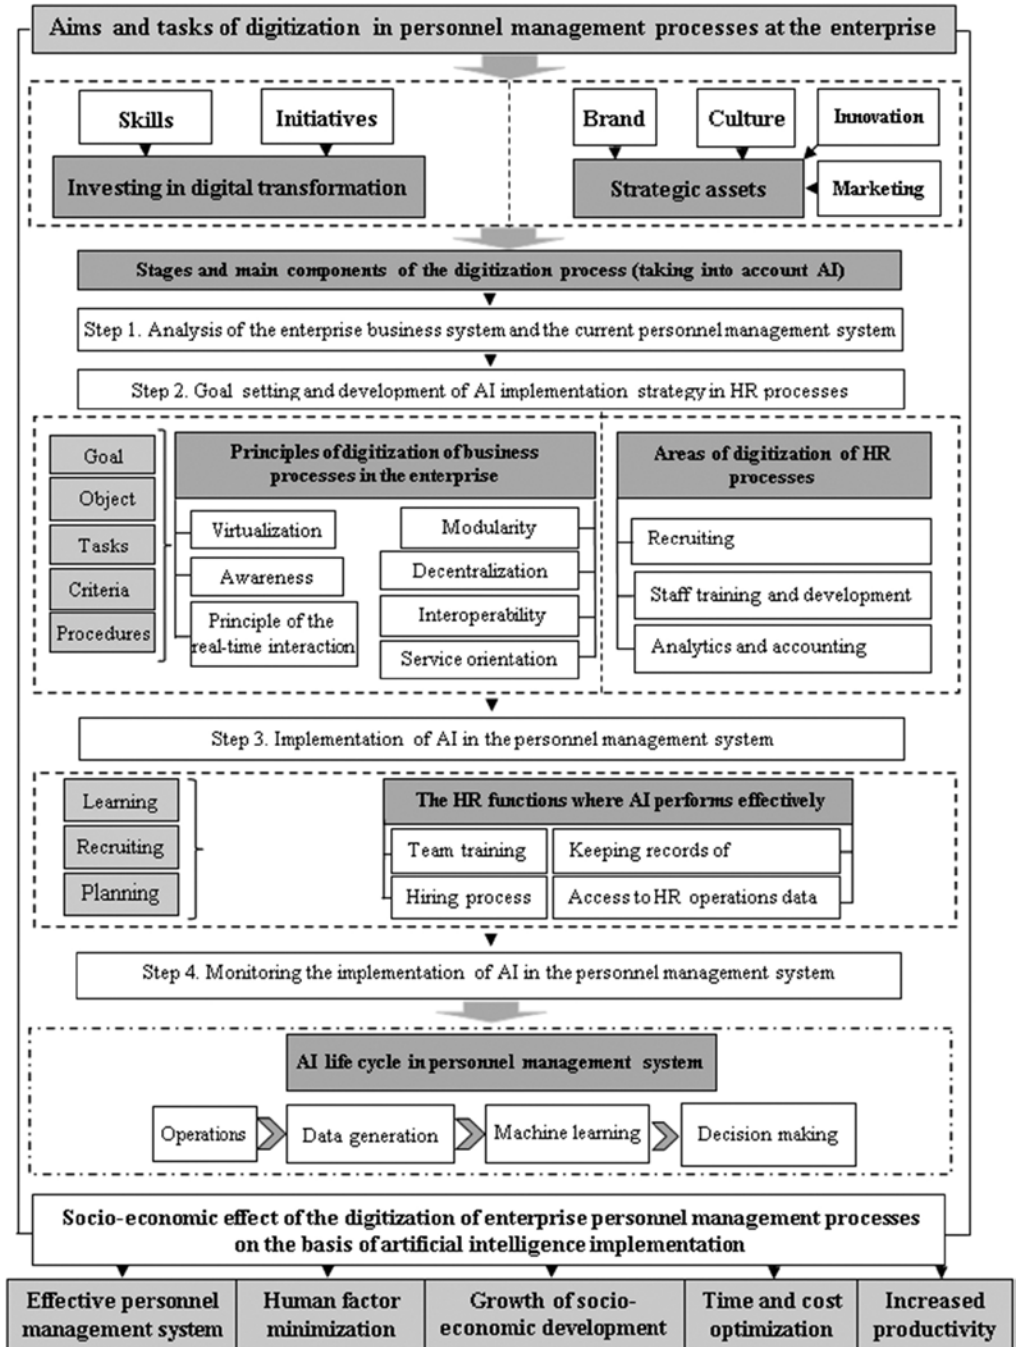 Aims and tasks of digitization in personnel management processes at the enterprise
Skills
Initiatives
Brand
Culture
Innovation
Investing in digital transformation
Strategic assets
Marketing
Stages and main components of the digitization process (taking into account AI)
Step 1. Analysis of the enterprise business system and the current personnel management system
Step 2. Goal setting and development of AI implementation strategy in HR processes
Goal
Object
Tasks
Criteria
Procedures
Principles of digitization of business
processes in the enterprise
Virtualization
Awareness
Principle of the
real-time interaction
Modularity
Decentralization
Interoperability
Service orientation
Areas of digitization of HR
processes
Recruiting
Staff training and development
Analytics and accounting
Step 3. Implementation of AI in the personnel management system
Learning
Recruiting
Planning
The HR functions where AI performs effectively
Team training
Keeping records of
Hiring process
Access to HR operations data
Step 4. Monitoring the implementation of AI in the personnel management system
AI life cycle in personnel management system
Operations
Data generation
Machine learning
Decision making
Socio-economic effect of the digitization of enterprise personnel management processes
on the basis of artificial intelligence implementation
Effective personnel
management system
Human factor
minimization
Growth of socio-
economic development
Time and cost
optimization
Increased
productivity